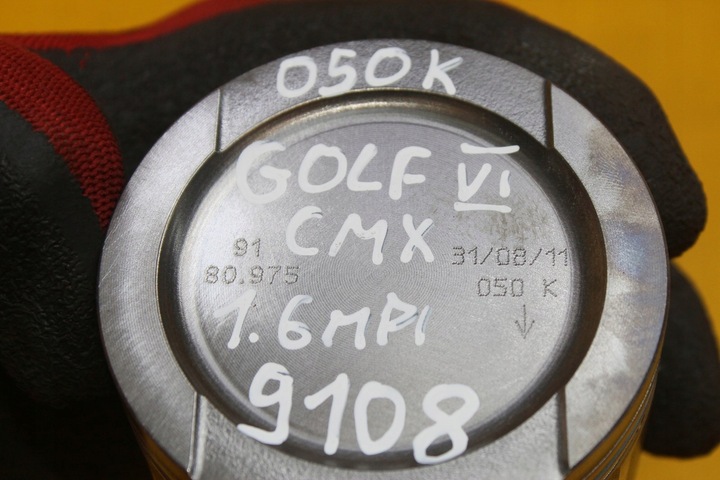 050K
GOLF VI
CMX
91
80.975
31/08/11
050 K
1.6MPI
9108